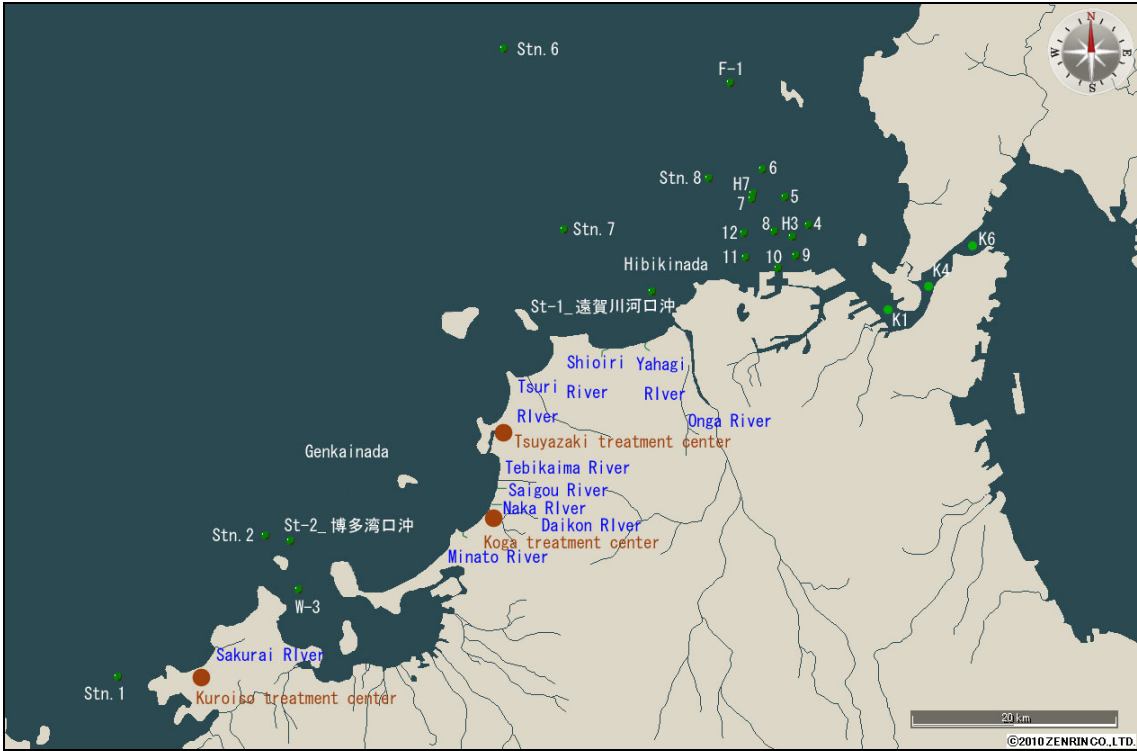 N
W
E
S
Stn.6
F-1
6
Stn.8
H7
7
5
Stn.7
12
8
H3
4
K6
11
10
9
Hibikinada
K4
St-1_遠賀川河口沖
K1
Shioiri
River
Yahagi
RIver
Tsuri
RIver
Onga River
Tsuyazaki treatment center
Genkainada
Tebikaima River
Saigou River
Naka RIver
Daikon RIver
St-2_博多湾口沖
Stn.2
Koga treatment center
Minato River
W-3
Sakurai RIver
Stn.1
Kuroiso treatment center
20 km
©2010 ZENRIN CO., LTD.